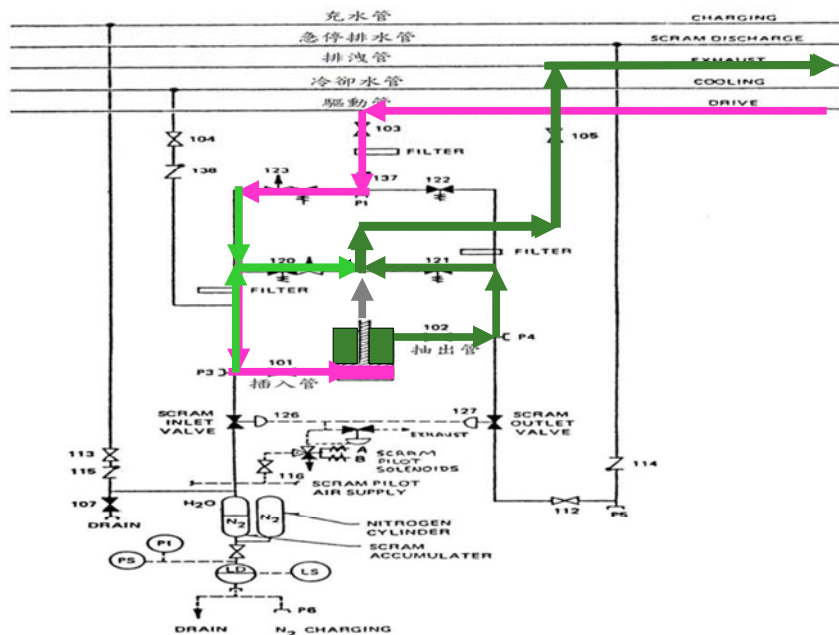 充水管 CHARGING
急停排水管 SCRAM DISCHARGE
排洩管 EXHAUST
冷卻水管 COOLING
驅動管 DRIVE
104
103
105
FILTER
138
123
137
122
P1
FILTER
120
121
FILTER
102
P4
抽出管
P3
101
插入管
SCRAM INLET VALVE
126
127
SCRAM OUTLET VALVE
EXHAUST
113
A
B
SCRAM PILOT SOLENOIDS
114
115
116
SCRAM PILOT AIR SUPPLY
107
H2O
N2
N2
NITROGEN CYLINDER
112
P5
DRAIN
SCRAM ACCUMULATER
PI
PS
LD
LS
P6
DRAIN
N2 CHARGING